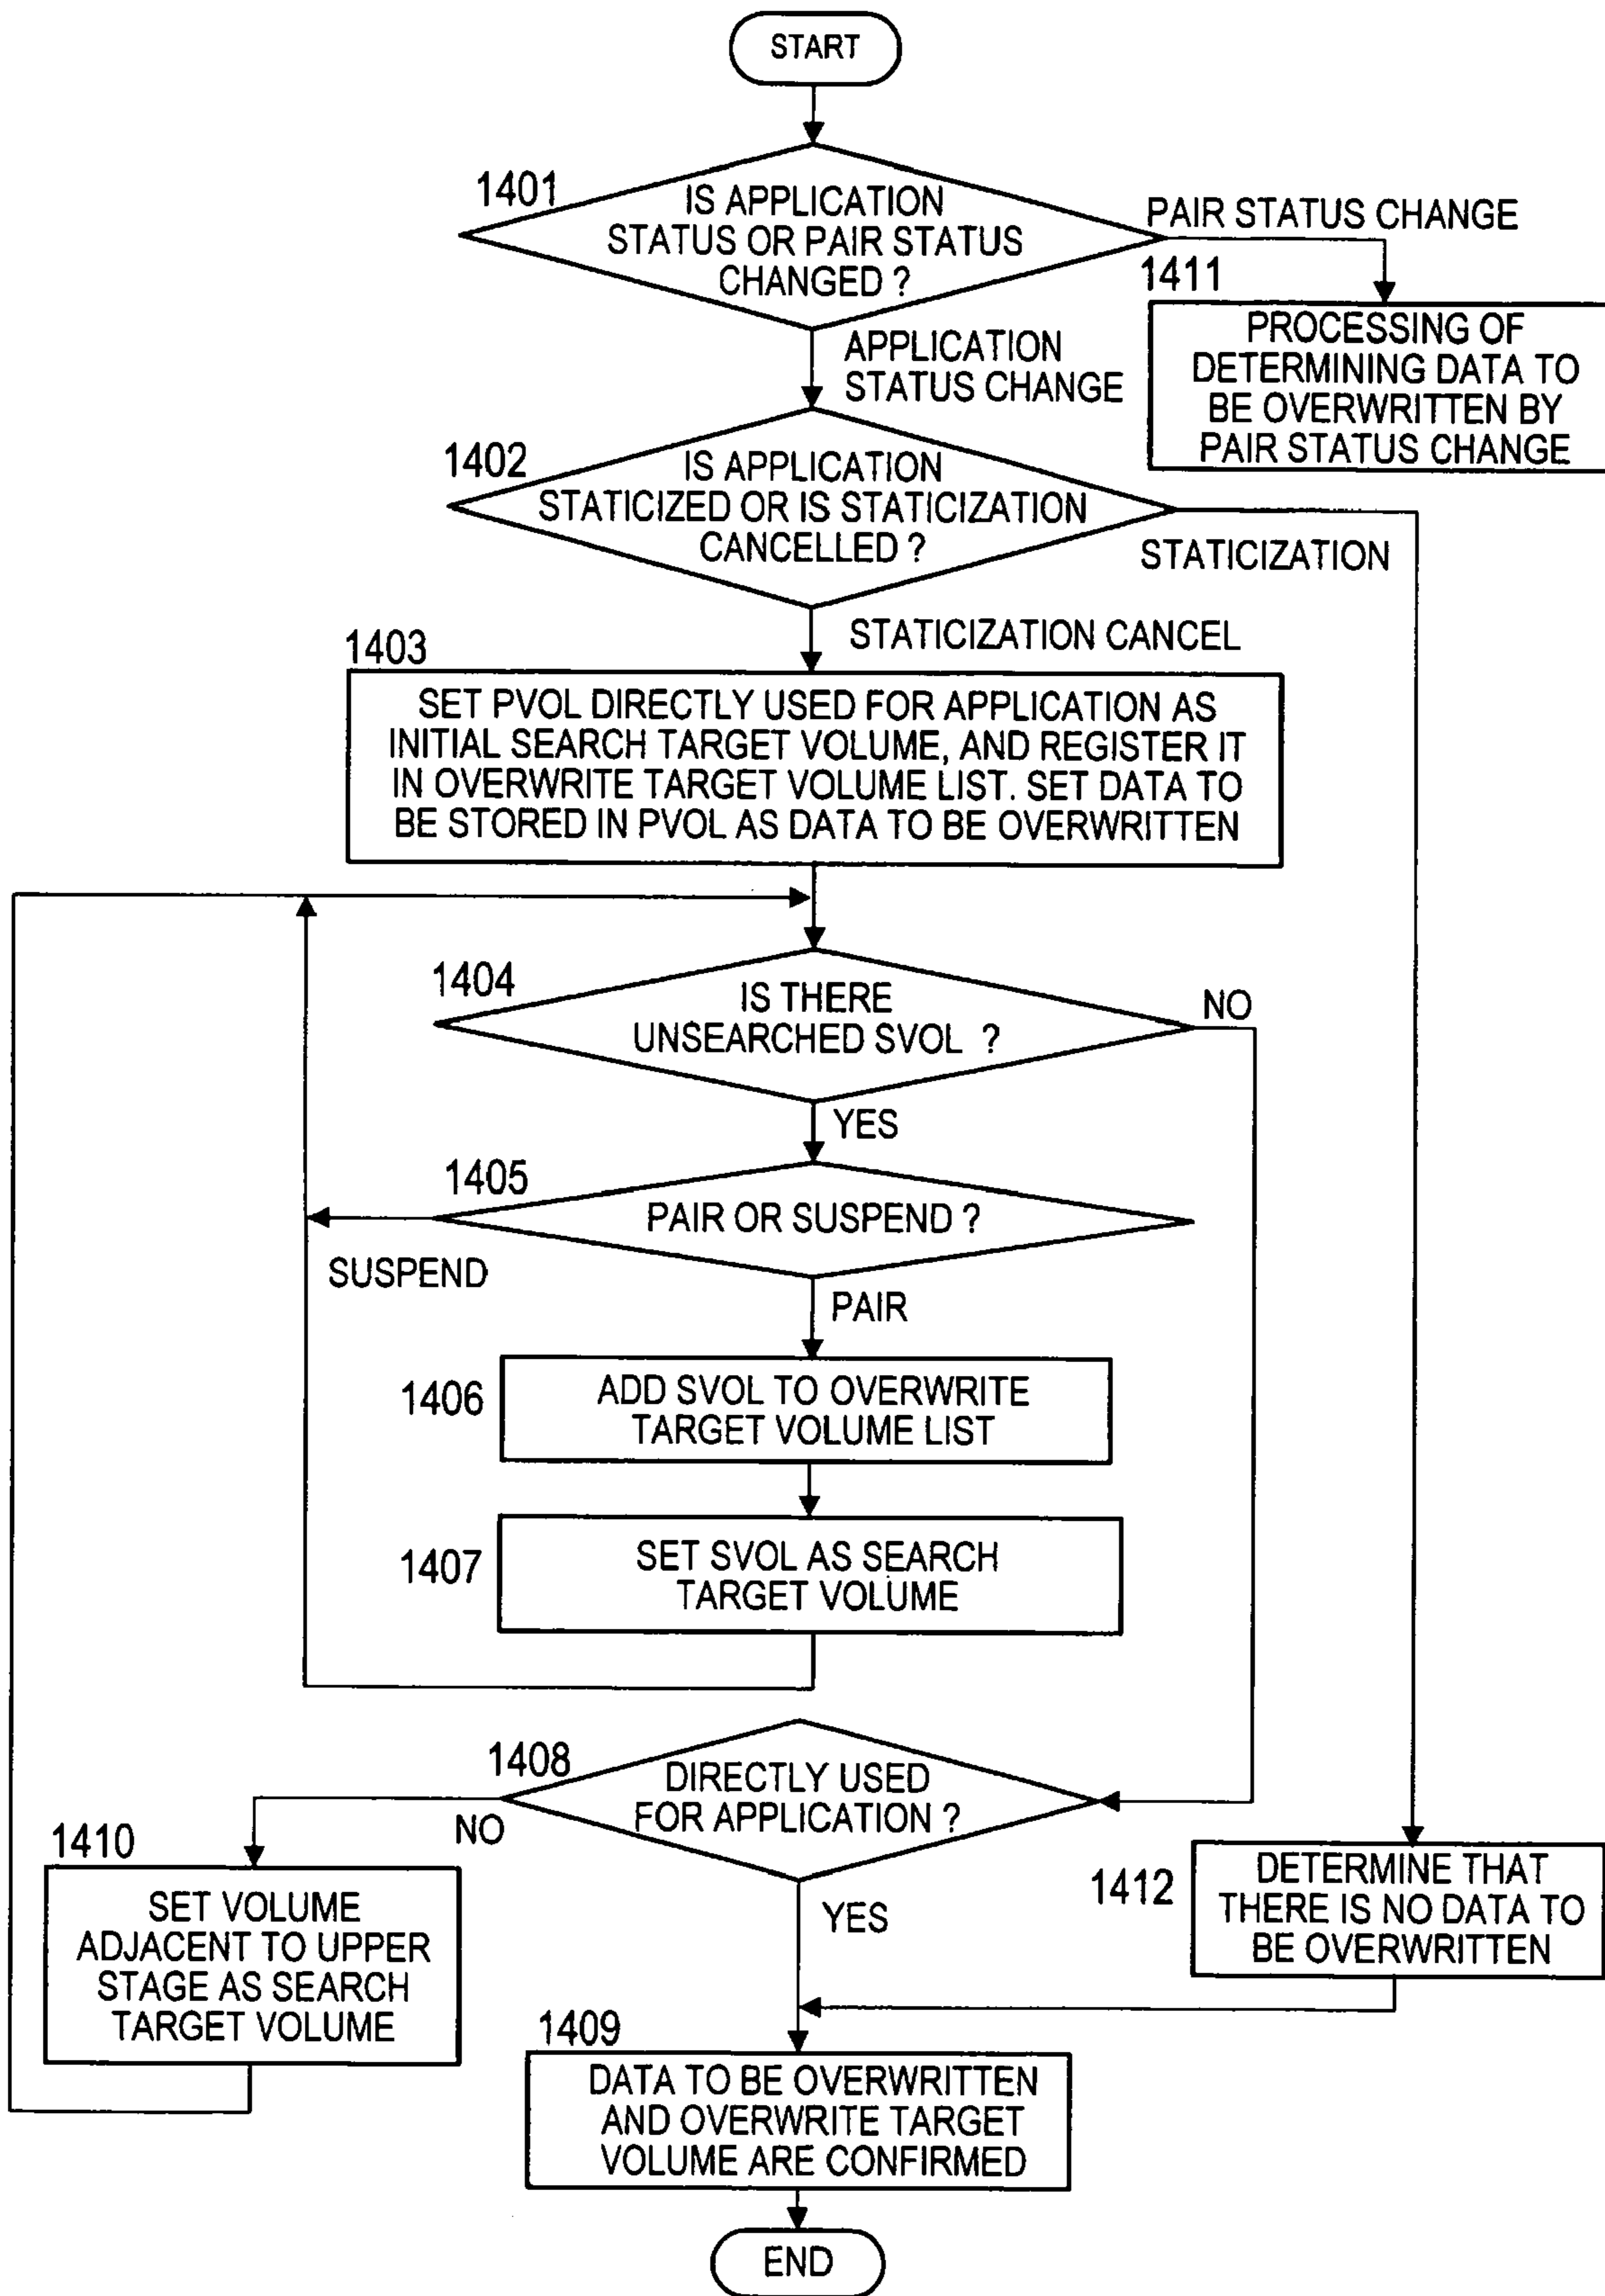 START
1401
IS APPLICATION
STATUS OR PAIR STATUS
CHANGED ?
PAIR STATUS CHANGE
1411
PROCESSING OF
DETERMINING DATA TO
BE OVERWRITTEN BY
PAIR STATUS CHANGE
APPLICATION
STATUS CHANGE
1402
IS APPLICATION
STATICIZED OR IS STATICIZATION
CANCELLED ?
STATICIZATION
STATICIZATION CANCEL
1403
SET PVOL DIRECTLY USED FOR APPLICATION AS
INITIAL SEARCH TARGET VOLUME, AND REGISTER IT
IN OVERWRITE TARGET VOLUME LIST. SET DATA TO
BE STORED IN PVOL AS DATA TO BE OVERWRITTEN
1404
IS THERE
UNSEARCHED SVOL ?
NO
YES
1405
PAIR OR SUSPEND ?
SUSPEND
PAIR
1406
ADD SVOL TO OVERWRITE
TARGET VOLUME LIST
1407
SET SVOL AS SEARCH
TARGET VOLUME
1408
DIRECTLY USED
FOR APPLICATION ?
NO
YES
1410
SET VOLUME
ADJACENT TO UPPER
STAGE AS SEARCH
TARGET VOLUME
1412
DETERMINE THAT
THERE IS NO DATA TO
BE OVERWRITTEN
1409
DATA TO BE OVERWRITTEN
AND OVERWRITE TARGET
VOLUME ARE CONFIRMED
END